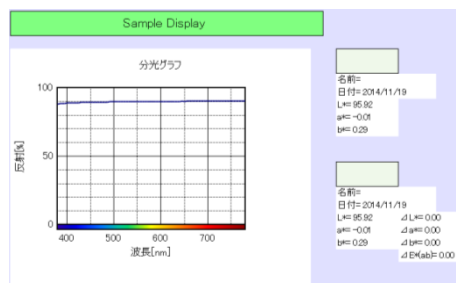 Sample Display
分光グラフ
100
50
0
反射[%]
400 500 600 700
波長[nm]
名前=
日付= 2014/11/19
L*= 95.92
a*= -0.01
b*= 0.29
名前=
日付= 2014/11/19
L*= 95.92 ⊿L*= 0.00
a*= -0.01 ⊿a*= 0.00
b*= 0.29 ⊿b*= 0.00
⊿E*(ab)= 0.00